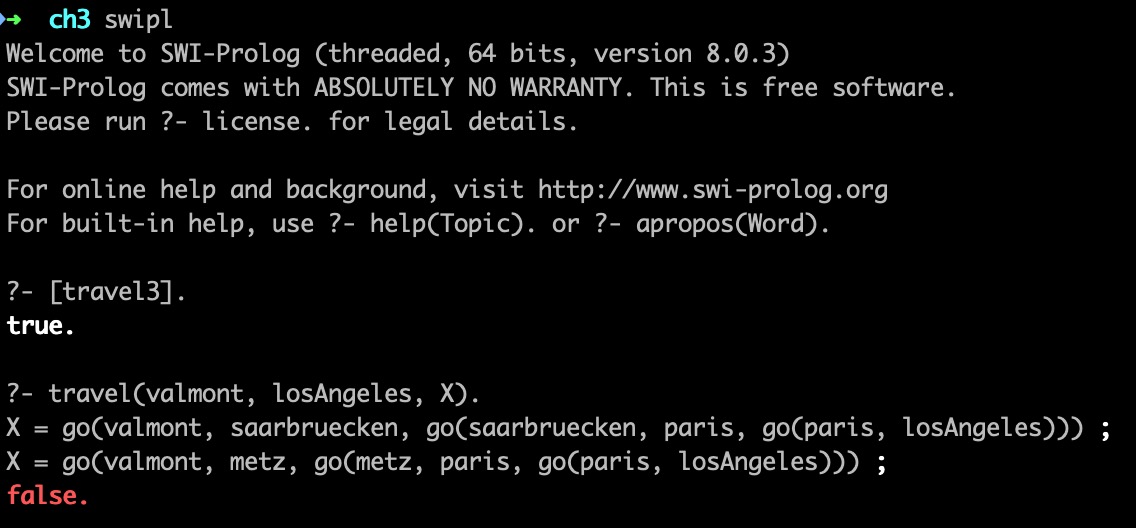 ➜ ch3 swipl
Welcome to SWI-Prolog (threaded, 64 bits, version 8.0.3)
SWI-Prolog comes with ABSOLUTELY NO WARRANTY. This is free software.
Please run ?- license. for legal details.
For online help and background, visit http://www.swi-prolog.org
For built-in help, use ?- help(Topic). or ?- apropos(Word).
?- [travel3].
true.
?- travel(valmont, losAngeles, X).
X = go(valmont, saarbruecken, go(saarbruecken, paris, go(paris, losAngeles))) ;
X = go(valmont, metz, go(metz, paris, go(paris, losAngeles))) ;
false.